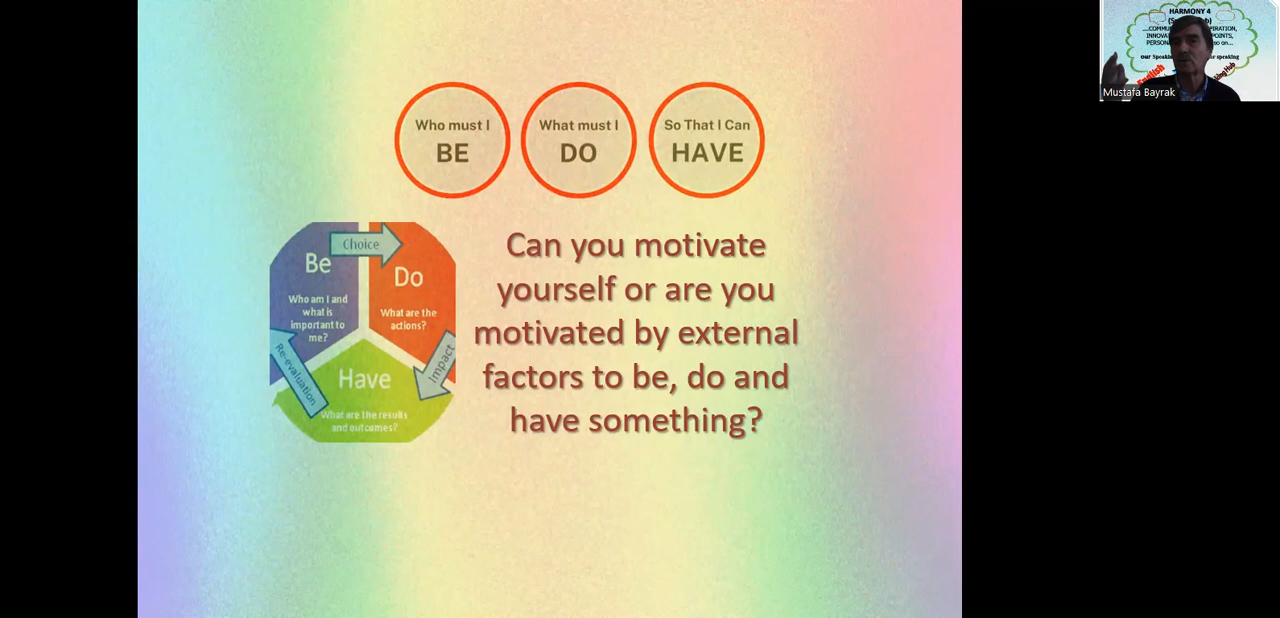 Who must I
BE
What must I
DO
So That I Can
HAVE
Choice
Be
Who am I and
what is
important to
me?
Do
What are the
actions?
Impact
Have
What are the results
and outcomes?
Re-evaluation
Can you motivate
yourself or are you
motivated by external
factors to be, do and
have something?
HARMONY 4
Mustafa Bayrak